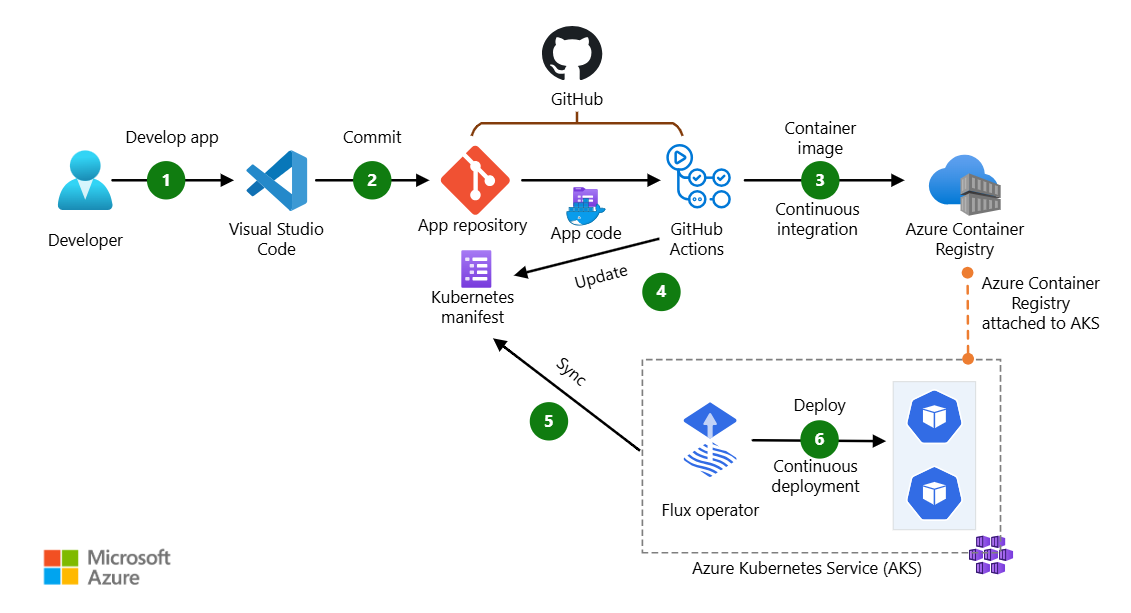 GitHub
Develop app
1
Commit
2
Container
image
3
Continuous
integration
Developer
Visual Studio
Code
App repository
App code
GitHub
Actions
Azure Container
Registry
Kubernetes
manifest
Update
4
Azure Container
Registry
attached to AKS
Sync
5
Deploy
6
Continuous
deployment
Flux operator
Azure Kubernetes Service (AKS)
Microsoft
Azure